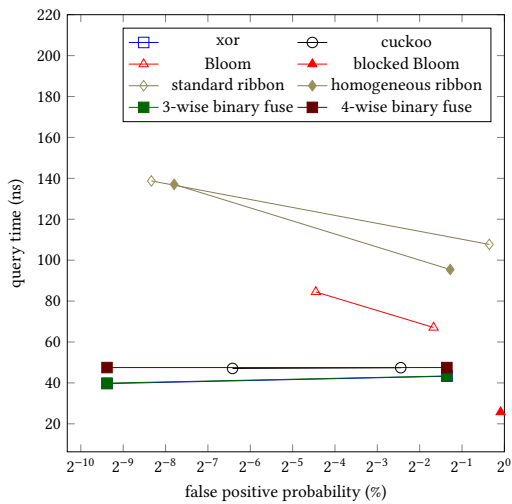 220
200
180
160
140
120
100
80
60
40
20
query time (ns)
xor cuckoo
Bloom blocked Bloom
standard ribbon homogeneous ribbon
3-wise binary fuse 4-wise binary fuse
2⁻¹⁰ 2⁻⁹ 2⁻⁸ 2⁻⁷ 2⁻⁶ 2⁻⁵ 2⁻⁴ 2⁻³ 2⁻² 2⁻¹ 2⁰
false positive probability (%)